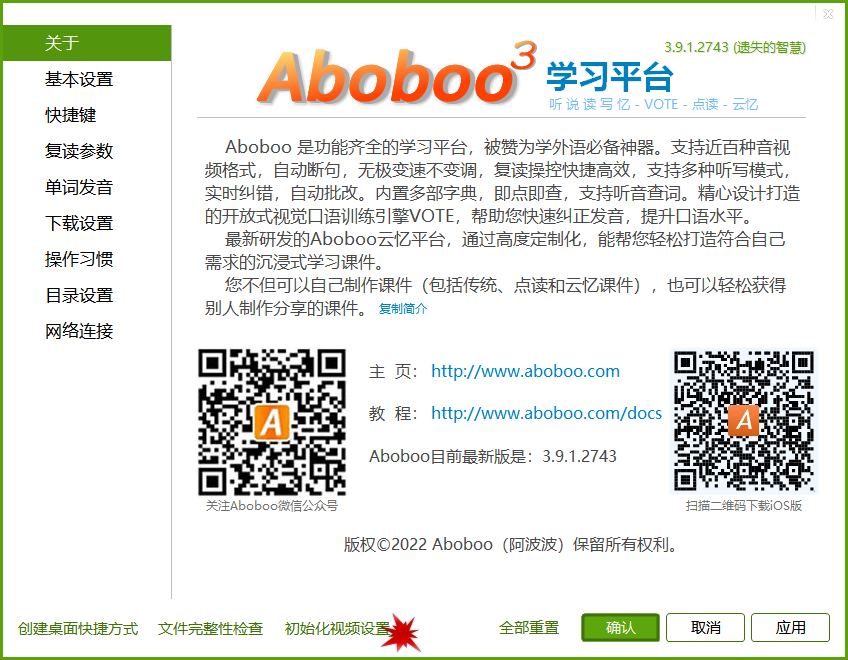 关于
基本设置
快捷键
复读参数
单词发音
下载设置
操作习惯
目录设置
网络连接
Aboboo3 学习平台
3.9.1.2743 (遗失的智慧)
听 说 读 写 忆 - VOTE - 点读 - 云忆
Aboboo 是功能齐全的学习平台，被赞为学外语必备神器。支持近百种音视
频格式，自动断句，无极变速不变调，复读操控快捷高效，支持多种听写模式，
实时纠错，自动批改。内置多部字典，即点即查，支持听音查词。精心设计打造
的开放式视觉口语训练引擎VOTE，帮助您快速纠正发音，提升口语水平。
最新研发的Aboboo云忆平台，通过高度定制化，能帮您轻松打造符合自己
需求的沉浸式学习课件。
您不但可以自己制作课件（包括传统、点读和云忆课件），也可以轻松获得
别人制作分享的课件。 复制简介
主 页： http://www.aboboo.com
教 程： http://www.aboboo.com/docs
Aboboo目前最新版是：3.9.1.2743
关注Aboboo微信公众号
扫描二维码下载iOS版
版权©2022 Aboboo（阿波波）保留所有权利。
创建桌面快捷方式 文件完整性检查 初始化视频设置 全部重置 确认 取消 应用